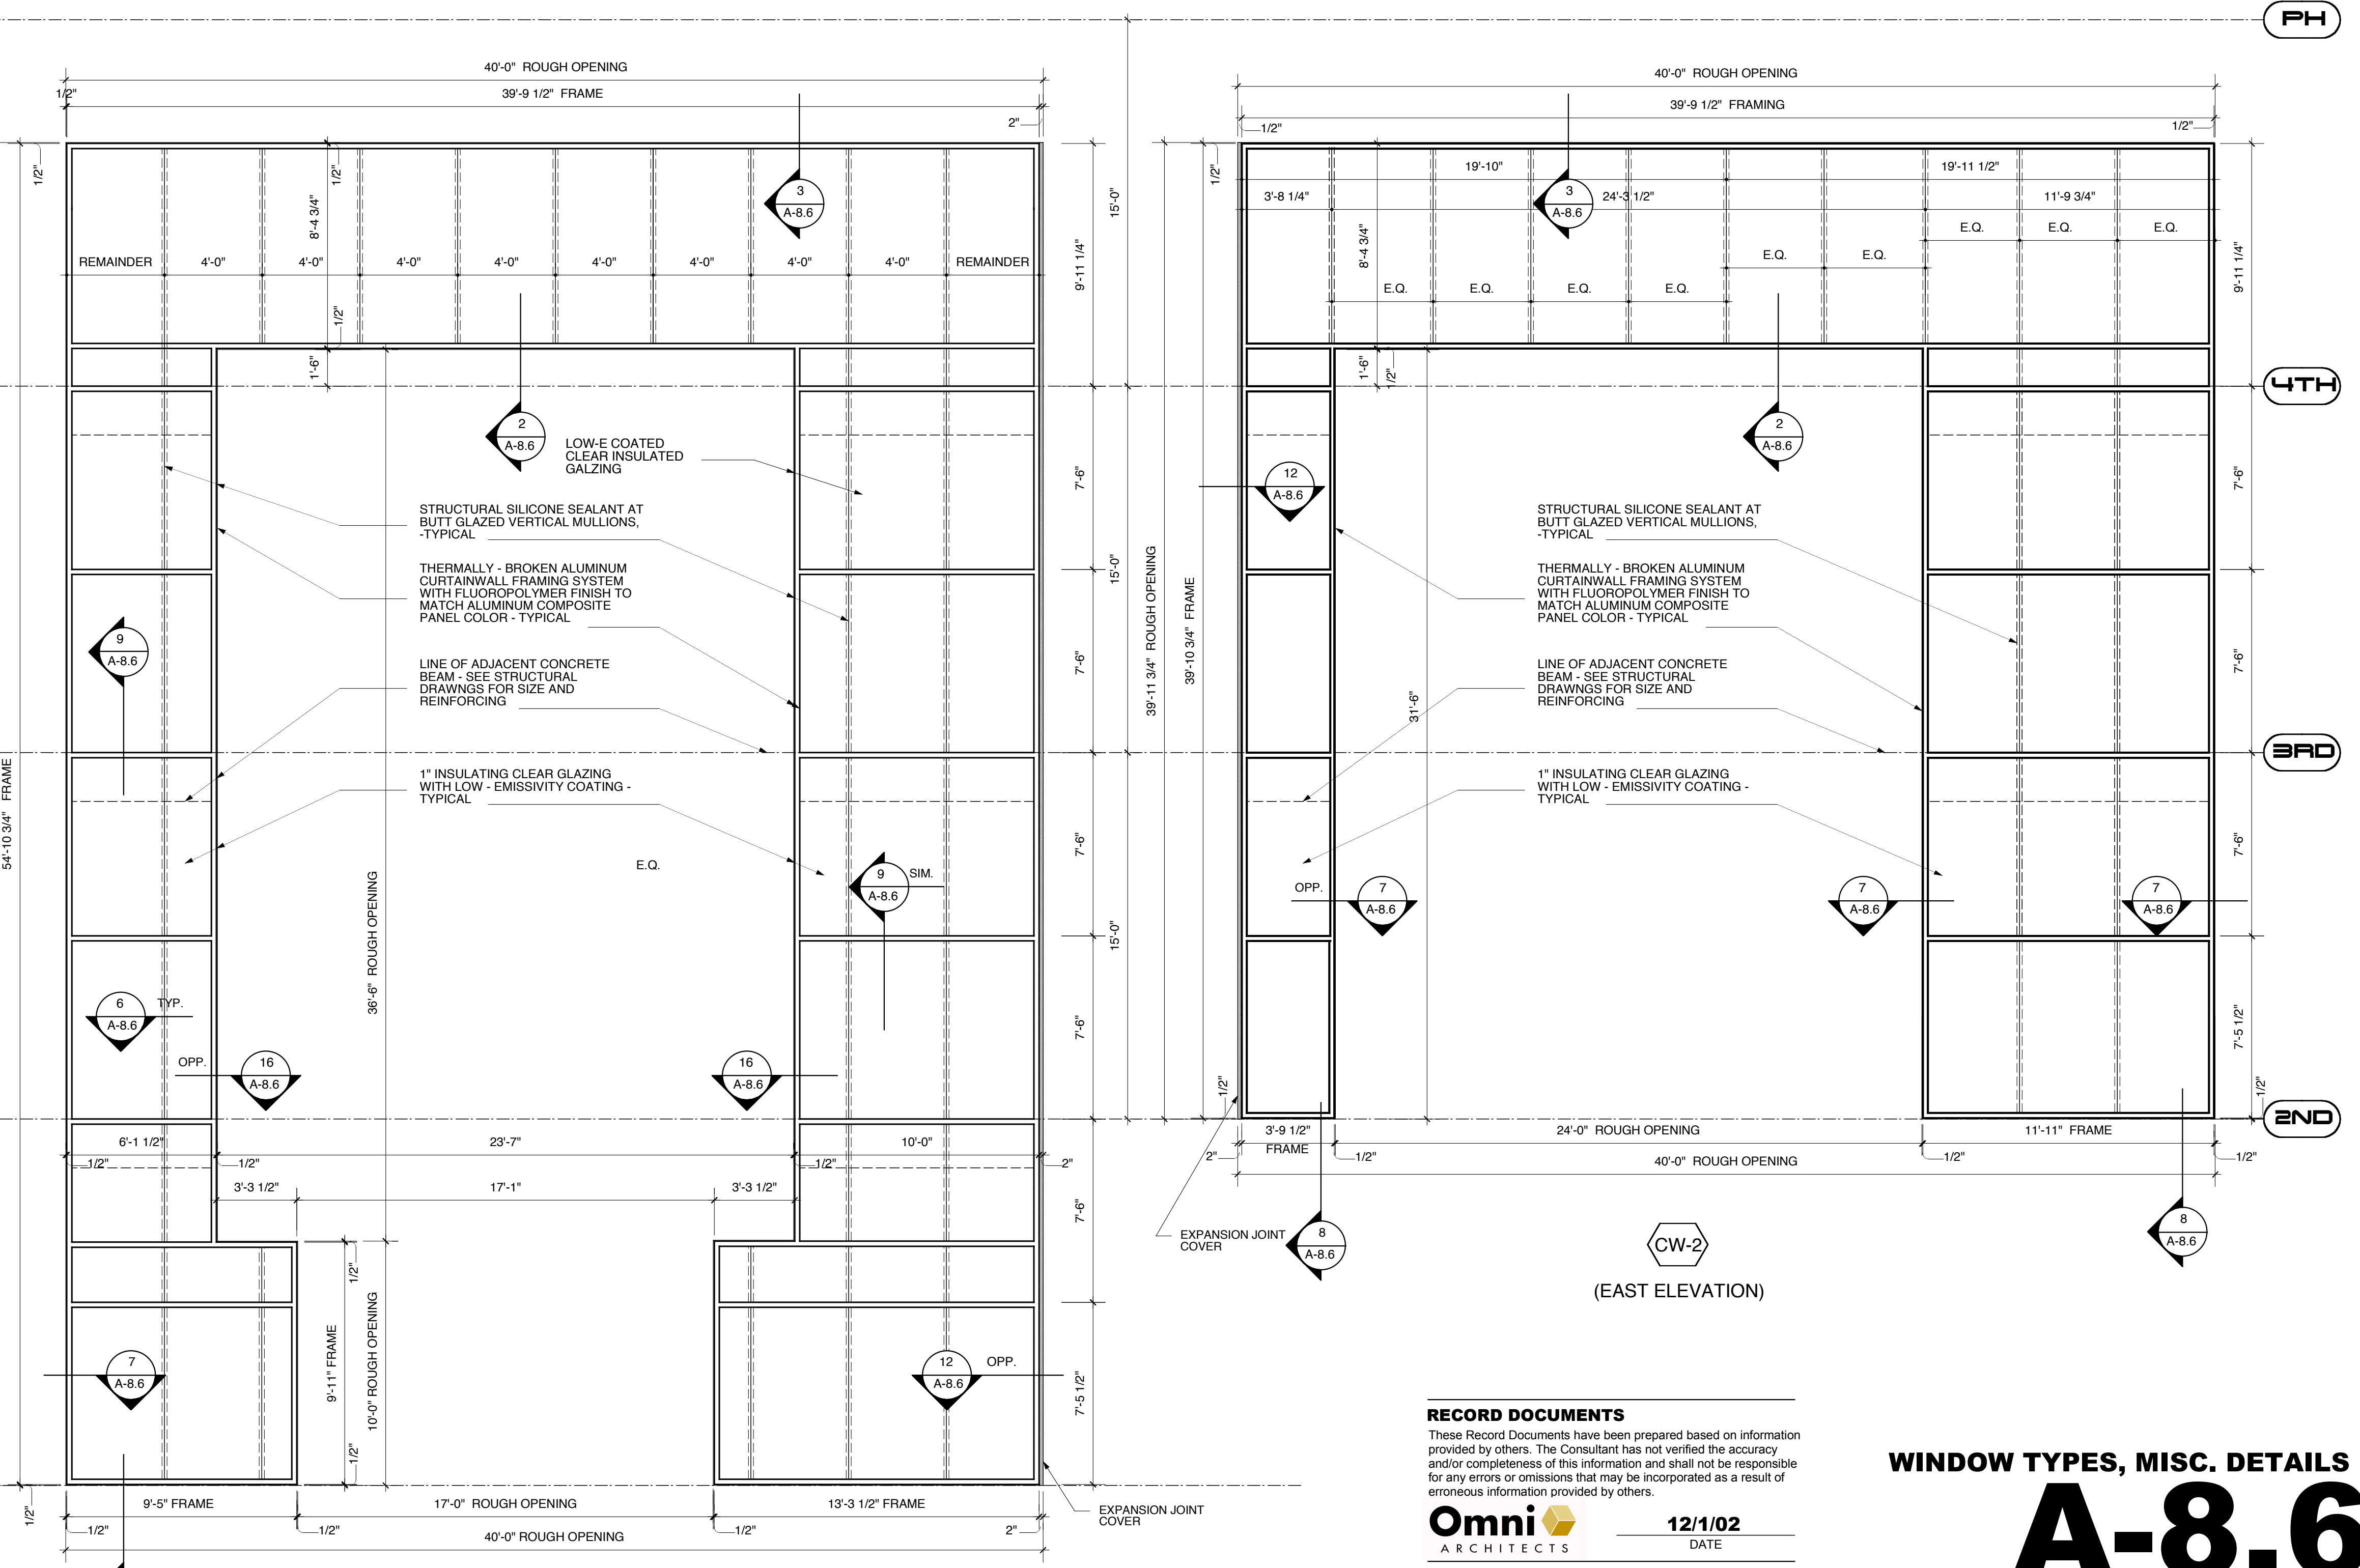 PH
40'-0" ROUGH OPENING
1/2"
39'-9 1/2" FRAME
2"
1/2"
1/2"
8'-4 3/4"
3
A-8.6
REMAINDER
4'-0"
4'-0"
4'-0"
4'-0"
4'-0"
4'-0"
4'-0"
4'-0"
REMAINDER
1/2"
1'-6"
15'-0"
9'-11 1/4"
2
A-8.6
LOW-E COATED
CLEAR INSULATED
GALZING
STRUCTURAL SILICONE SEALANT AT
BUTT GLAZED VERTICAL MULLIONS,
-TYPICAL
THERMALLY - BROKEN ALUMINUM
CURTAINWALL FRAMING SYSTEM
WITH FLUOROPOLYMER FINISH TO
MATCH ALUMINUM COMPOSITE
PANEL COLOR - TYPICAL
9
A-8.6
LINE OF ADJACENT CONCRETE
BEAM - SEE STRUCTURAL
DRAWNGS FOR SIZE AND
REINFORCING
1" INSULATING CLEAR GLAZING
WITH LOW - EMISSIVITY COATING -
TYPICAL
54'-10 3/4" FRAME
36'-6" ROUGH OPENING
E.Q.
9
A-8.6
SIM.
7'-6"
15'-0"
7'-6"
7'-6"
15'-0"
7'-6"
6
A-8.6
TYP.
OPP.
16
A-8.6
16
A-8.6
6'-1 1/2"
23'-7"
10'-0"
1/2"
1/2"
1/2"
2"
3'-3 1/2"
17'-1"
3'-3 1/2"
7'-6"
1/2"
9'-11" FRAME
10'-0" ROUGH OPENING
1/2"
7
A-8.6
12
A-8.6
OPP.
7'-5 1/2"
1/2"
9'-5" FRAME
17'-0" ROUGH OPENING
13'-3 1/2" FRAME
1/2"
1/2"
1/2"
2"
40'-0" ROUGH OPENING
EXPANSION JOINT
COVER
40'-0" ROUGH OPENING
39'-9 1/2" FRAMING
1/2"
1/2"
1/2"
19'-10"
19'-11 1/2"
3'-8 1/4"
3
A-8.6
24'-3 1/2"
11'-9 3/4"
8'-4 3/4"
E.Q.
E.Q.
E.Q.
E.Q.
E.Q.
E.Q.
E.Q.
E.Q.
E.Q.
9'-11 1/4"
1'-6"
1/2"
4TH
2
A-8.6
12
A-8.6
7'-6"
STRUCTURAL SILICONE SEALANT AT
BUTT GLAZED VERTICAL MULLIONS,
-TYPICAL
THERMALLY - BROKEN ALUMINUM
CURTAINWALL FRAMING SYSTEM
WITH FLUOROPOLYMER FINISH TO
MATCH ALUMINUM COMPOSITE
PANEL COLOR - TYPICAL
39'-11 3/4" ROUGH OPENING
39'-10 3/4" FRAME
LINE OF ADJACENT CONCRETE
BEAM - SEE STRUCTURAL
DRAWNGS FOR SIZE AND
REINFORCING
31'-6"
7'-6"
3RD
1" INSULATING CLEAR GLAZING
WITH LOW - EMISSIVITY COATING -
TYPICAL
7'-6"
OPP.
7
A-8.6
7
A-8.6
7
A-8.6
7'-5 1/2"
1/2"
1/2"
2ND
3'-9 1/2"
FRAME
24'-0" ROUGH OPENING
11'-11" FRAME
2"
1/2"
1/2"
1/2"
40'-0" ROUGH OPENING
EXPANSION JOINT
COVER
8
A-8.6
8
A-8.6
CW-2
(EAST ELEVATION)
RECORD DOCUMENTS
These Record Documents have been prepared based on information
provided by others. The Consultant has not verified the accuracy
and/or completeness of this information and shall not be responsible
for any errors or omissions that may be incorporated as a result of
erroneous information provided by others.
Omni
ARCHITECTS
12/1/02
DATE
WINDOW TYPES, MISC. DETAILS
A-8.6